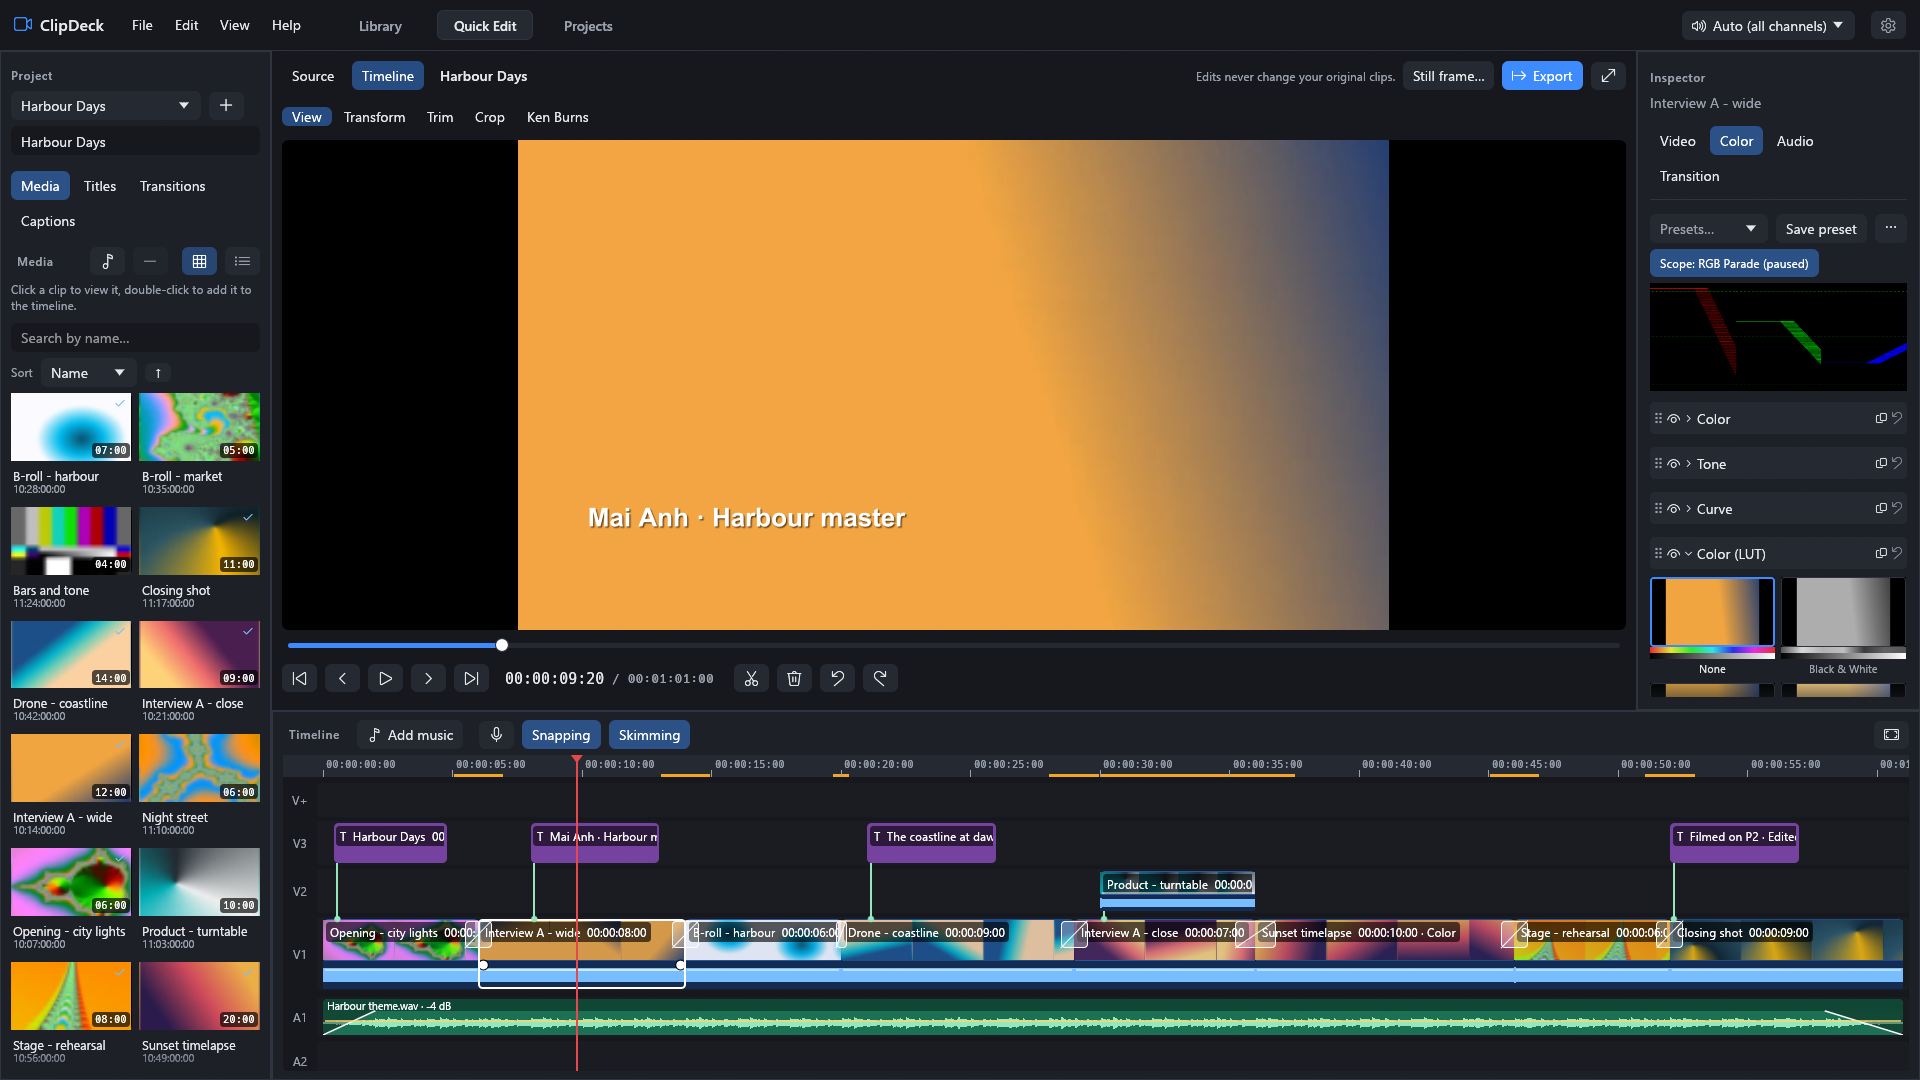 ClipDeck
File
Edit
View
Help
Library
Quick Edit
Projects
Auto (all channels)
Project
Harbour Days
Harbour Days
Media
Titles
Transitions
Captions
Media
Click a clip to view it, double-click to add it to
the timeline.
Search by name...
Sort
Name
07:00
05:00
B-roll - harbour
B-roll - market
10:28:00:00
10:35:00:00
04:00
11:00
Bars and tone
Closing shot
11:24:00:00
11:17:00:00
14:00
09:00
Drone - coastline
Interview A - close
10:42:00:00
10:21:00:00
12:00
06:00
Interview A - wide
Night street
10:14:00:00
11:10:00:00
06:00
10:00
Opening - city lights
Product - turntable
10:07:00:00
11:03:00:00
08:00
20:00
Stage - rehearsal
Sunset timelapse
10:56:00:00
10:49:00:00
Source
Timeline
Harbour Days
Edits never change your original clips.
Still frame...
Export
View
Transform
Trim
Crop
Ken Burns
Mai Anh · Harbour master
00:00:09:20 / 00:01:01:00
Inspector
Interview A - wide
Video
Color
Audio
Transition
Presets...
Save preset
Scope: RGB Parade (paused)
Color
Tone
Curve
Color (LUT)
None
Black & White
Timeline
Add music
Snapping
Skimming
00:00:00:00
00:00:05:00
00:00:10:00
00:00:15:00
00:00:20:00
00:00:25:00
00:00:30:00
00:00:35:00
00:00:40:00
00:00:45:00
00:00:50:00
00:00:55:00
00:01
V+
V3
T Harbour Days 00
T Mai Anh · Harbour m
T The coastline at daw
T Filmed on P2 · Edite
V2
Product - turntable 00:00:0
V1
Opening - city lights 00:00:
Interview A - wide 00:00:08:00
B-roll - harbour 00:00:06:00
Drone - coastline 00:00:09:00
Interview A - close 00:00:07:00
Sunset timelapse 00:00:10:00 · Color
Stage - rehearsal 00:00:06:0
Closing shot 00:00:09:00
A1
Harbour theme.wav · -4 dB
A2